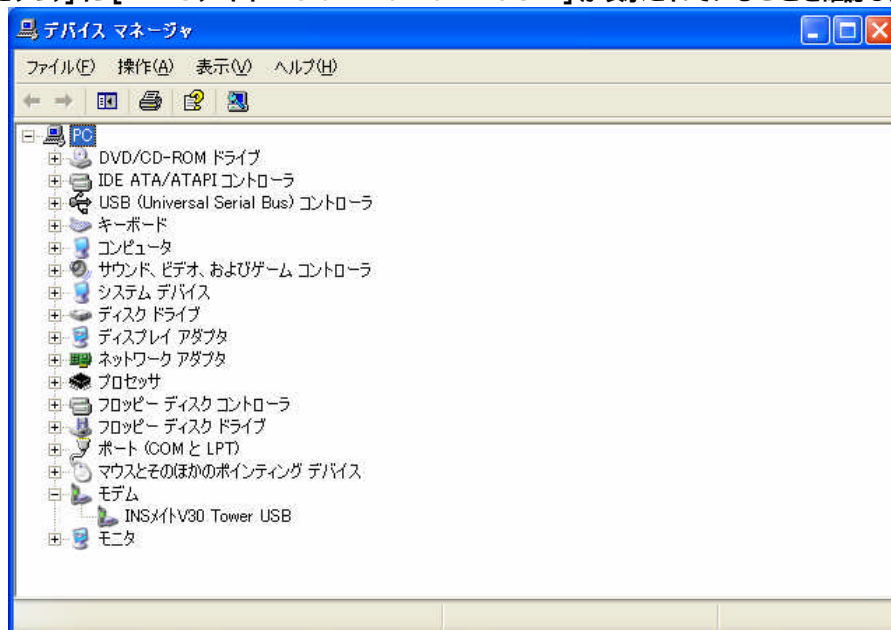 デバイス マネージャ
ファイル(F) 操作(A) 表示(V) ヘルプ(H)
PC
DVD/CD-ROM ドライブ
IDE ATA/ATAPI コントローラ
USB (Universal Serial Bus) コントローラ
キーボード
コンピュータ
サウンド、ビデオ、およびゲーム コントローラ
システム デバイス
ディスク ドライブ
ディスプレイ アダプタ
ネットワーク アダプタ
プロセッサ
フロッピー ディスク コントローラ
フロッピー ディスク ドライブ
ポート (COM と LPT)
マウスとそのほかのポインティング デバイス
モデム
INSメイトV30 Tower USB
モニタ